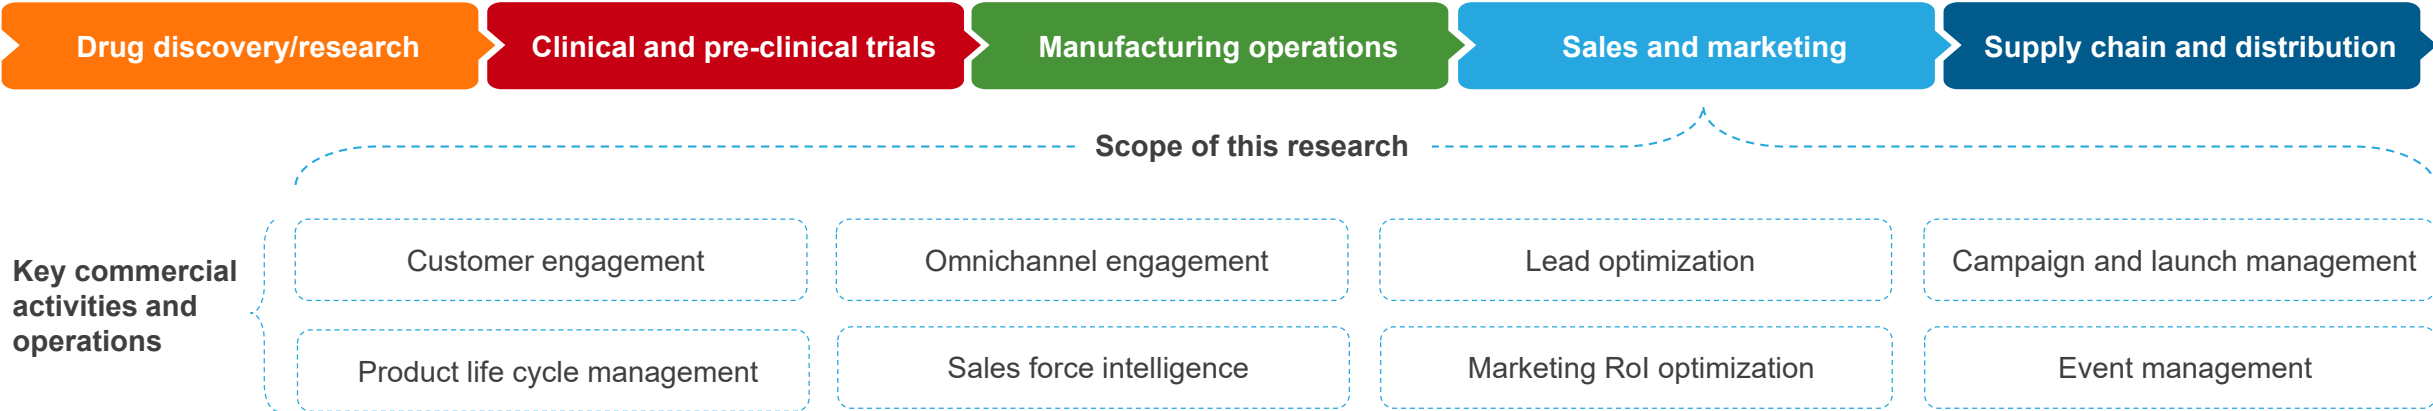 Drug discovery/research
Clinical and pre-clinical trials
Manufacturing operations
Sales and marketing
Supply chain and distribution
Scope of this research
Key commercial
activities and
operations
Customer engagement
Omnichannel engagement
Lead optimization
Campaign and launch management
Product life cycle management
Sales force intelligence
Marketing RoI optimization
Event management